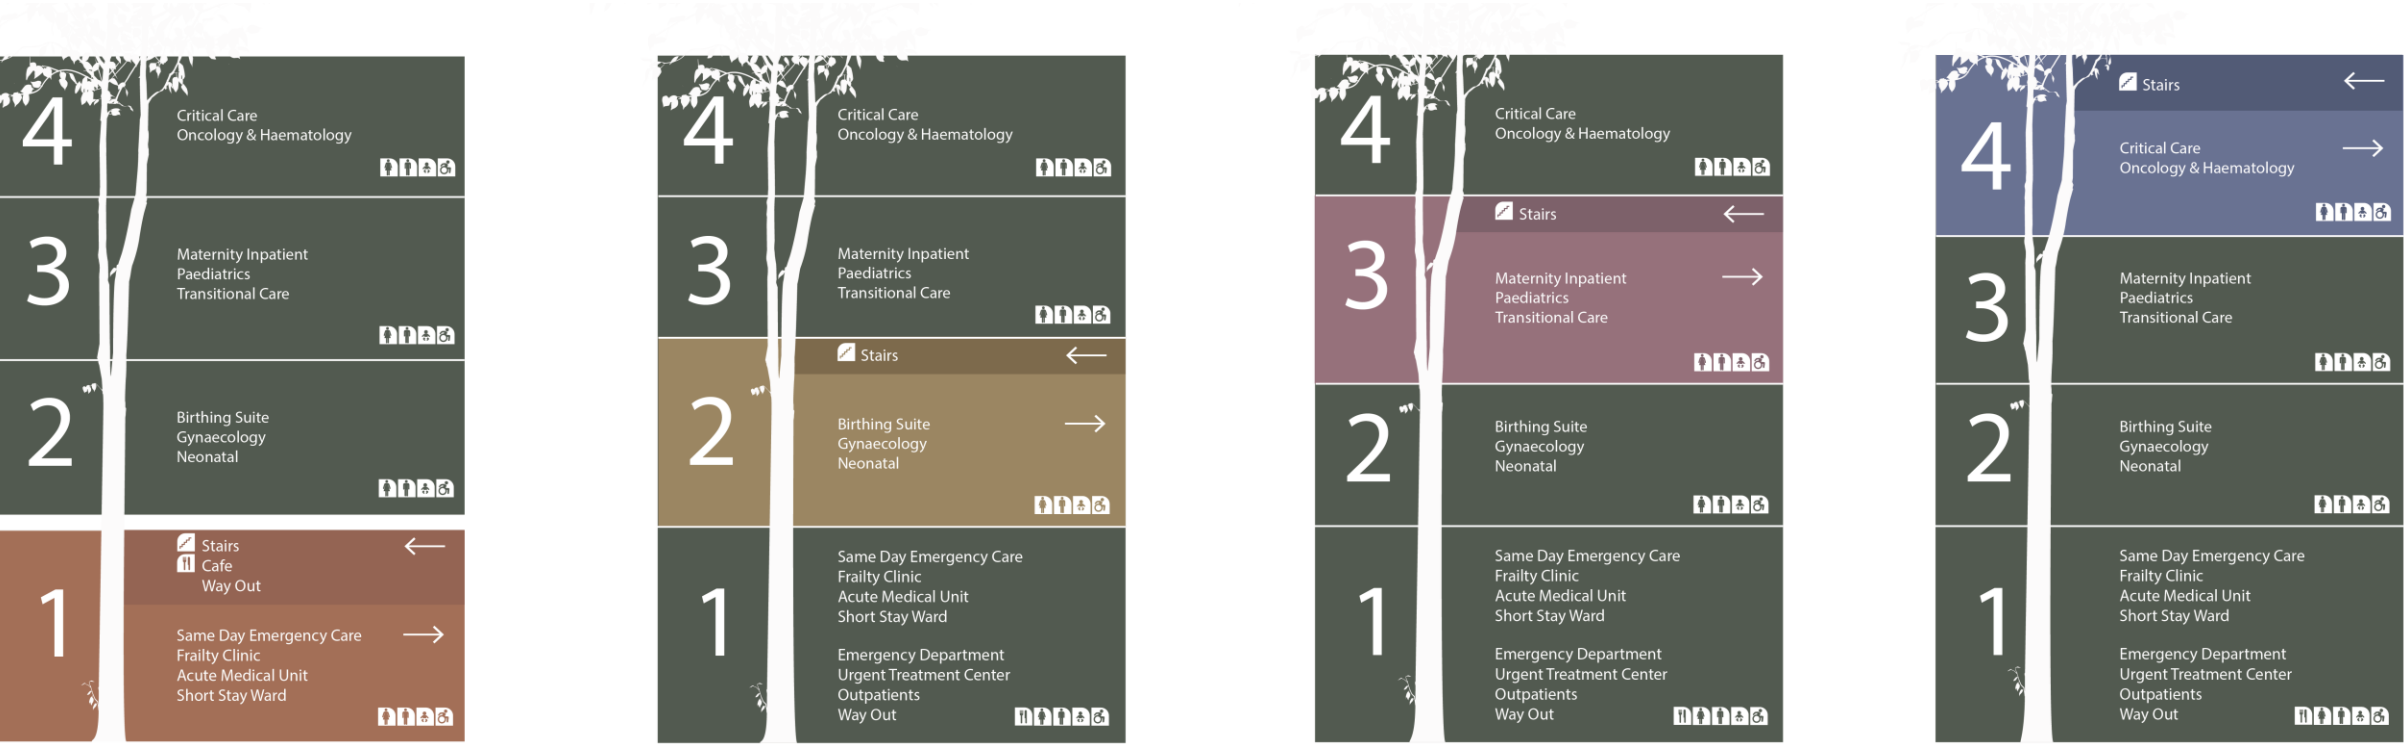 4
Critical Care
Oncology & Haematology
3
Maternity Inpatient
Paediatrics
Transitional Care
2
Birthing Suite
Gynaecology
Neonatal
1
Stairs
Cafe
Way Out
Same Day Emergency Care
Frailty Clinic
Acute Medical Unit
Short Stay Ward
4
Critical Care
Oncology & Haematology
3
Maternity Inpatient
Paediatrics
Transitional Care
2
Stairs
Birthing Suite
Gynaecology
Neonatal
1
Same Day Emergency Care
Frailty Clinic
Acute Medical Unit
Short Stay Ward
Emergency Department
Urgent Treatment Center
Outpatients
Way Out
4
Critical Care
Oncology & Haematology
3
Stairs
Maternity Inpatient
Paediatrics
Transitional Care
2
Birthing Suite
Gynaecology
Neonatal
1
Same Day Emergency Care
Frailty Clinic
Acute Medical Unit
Short Stay Ward
Emergency Department
Urgent Treatment Center
Outpatients
Way Out
4
Stairs
Critical Care
Oncology & Haematology
3
Maternity Inpatient
Paediatrics
Transitional Care
2
Birthing Suite
Gynaecology
Neonatal
1
Same Day Emergency Care
Frailty Clinic
Acute Medical Unit
Short Stay Ward
Emergency Department
Urgent Treatment Center
Outpatients
Way Out